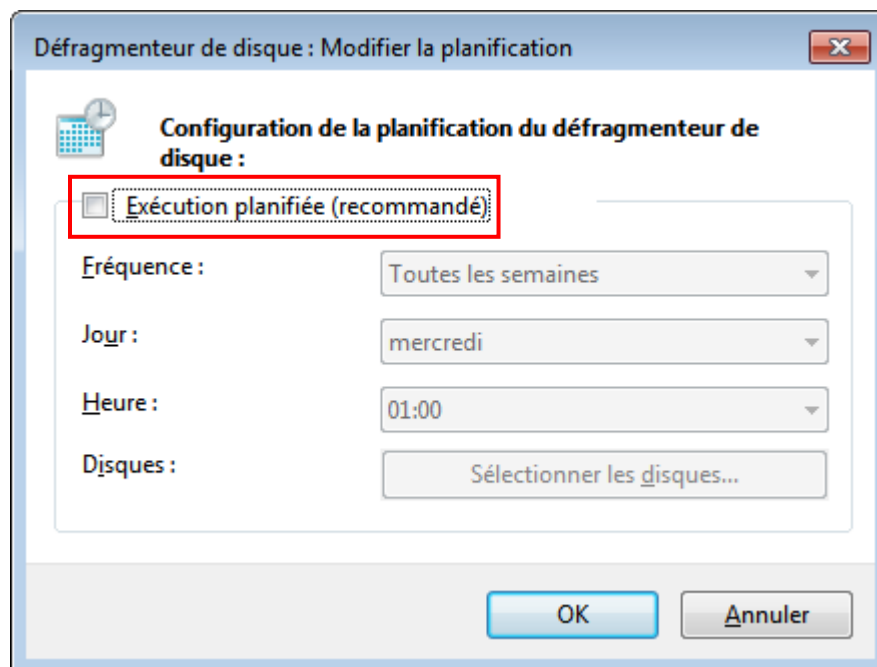 Défragmenteur de disque : Modifier la planification
Configuration de la planification du défragmenteur de
disque :
Exécution planifiée (recommandé)
Fréquence :
Toutes les semaines
Jour :
mercredi
Heure :
01:00
Disques :
Sélectionner les disques...
OK
Annuler